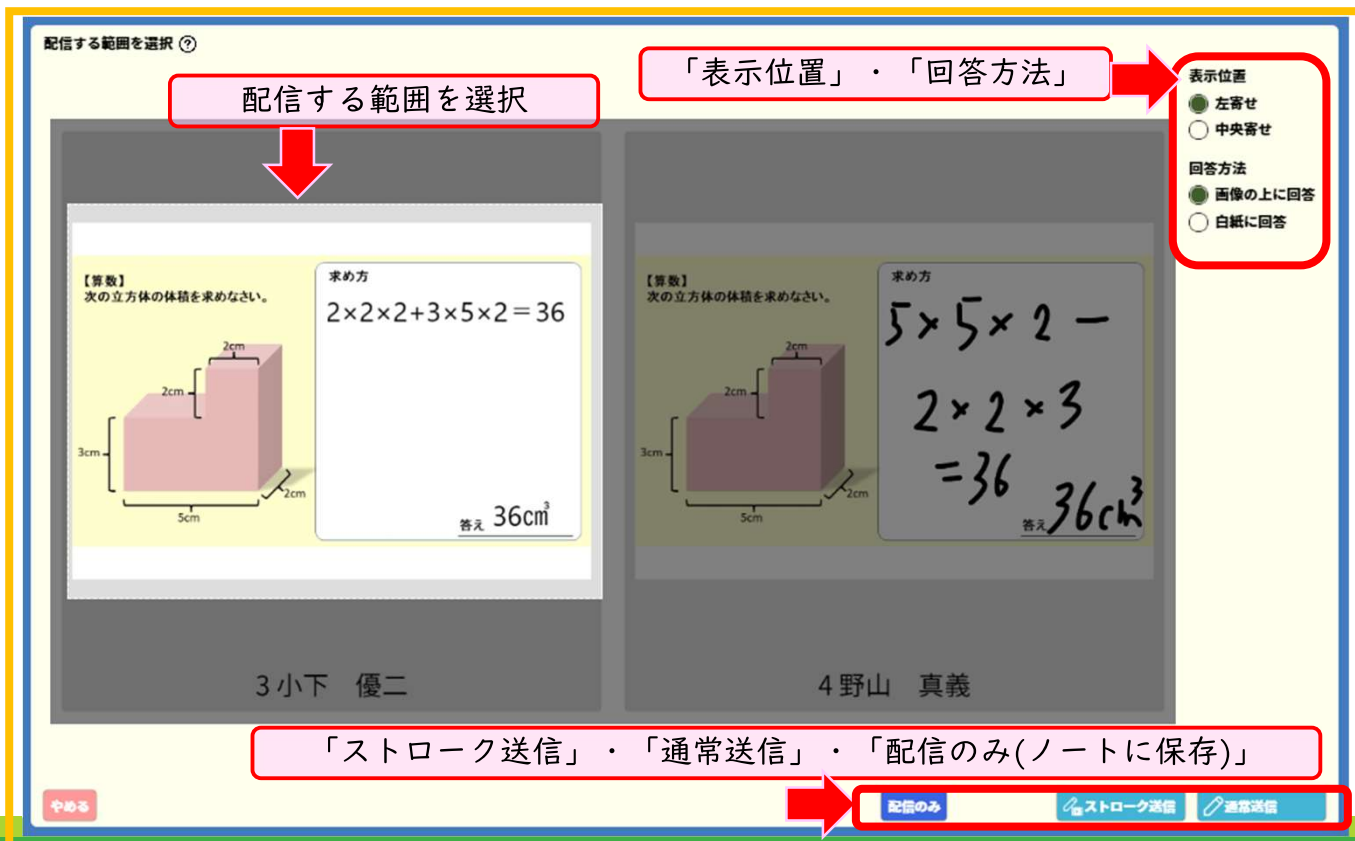 配信する範囲を選択 ?
「表示位置」・「回答方法」
配信する範囲を選択
表示位置
左寄せ
中央寄せ
回答方法
画像の上に回答
白紙に回答
【算数】
次の立方体の体積を求めなさい。
2cm
2cm
3cm
2cm
5cm
求め方
2×2×2+3×5×2=36
答え 36cm³
3小下 優二
【算数】
次の立方体の体積を求めなさい。
2cm
2cm
3cm
2cm
5cm
求め方
5×5×2-
2×2×3
=36
答え 36cm³
4野山 真義
「ストローク送信」・「通常送信」・「配信のみ(ノートに保存)」
やめる
配信のみ
ストローク送信
通常送信